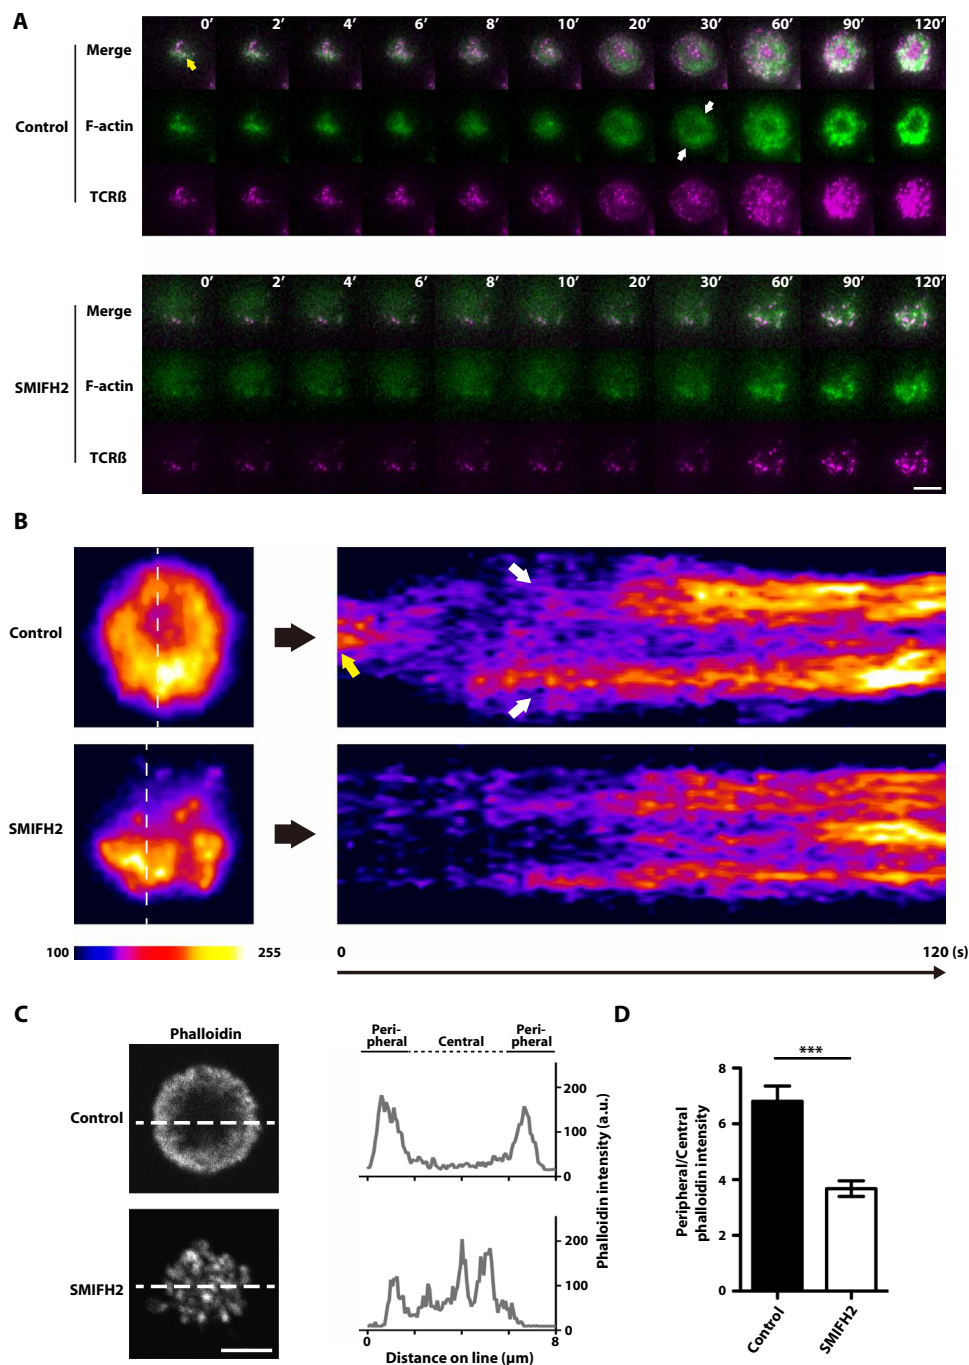 A
0′ 2′ 4′ 6′ 8′ 10′ 20′ 30′ 60′ 90′ 120′
Merge
Control
F-actin
TCRß
0′ 2′ 4′ 6′ 8′ 10′ 20′ 30′ 60′ 90′ 120′
Merge
SMIFH2
F-actin
TCRß
B
Control
SMIFH2
100 255
0 120 (s)
C
Phalloidin
Control
SMIFH2
Peri-
pheral
Central
Peri-
pheral
200
100
0
200
100
0
Phalloidin intensity (a.u.)
0 4 8
Distance on line (µm)
D
***
8
6
4
2
0
Peripheral/Central
phalloidin intensity
Control
SMIFH2